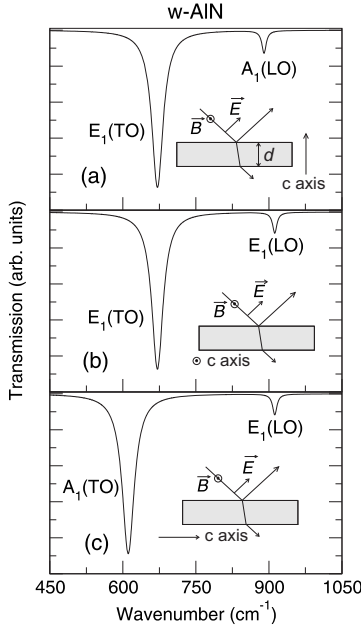 w-AlN
A₁(LO)
E₁(TO)
B
E
d
c axis
(a)
E₁(LO)
E₁(TO)
B
E
(b)
c axis
E₁(LO)
A₁(TO)
B
E
(c)
c axis
Transmission (arb. units)
450 600 750 900 1050
Wavenumber (cm⁻¹)